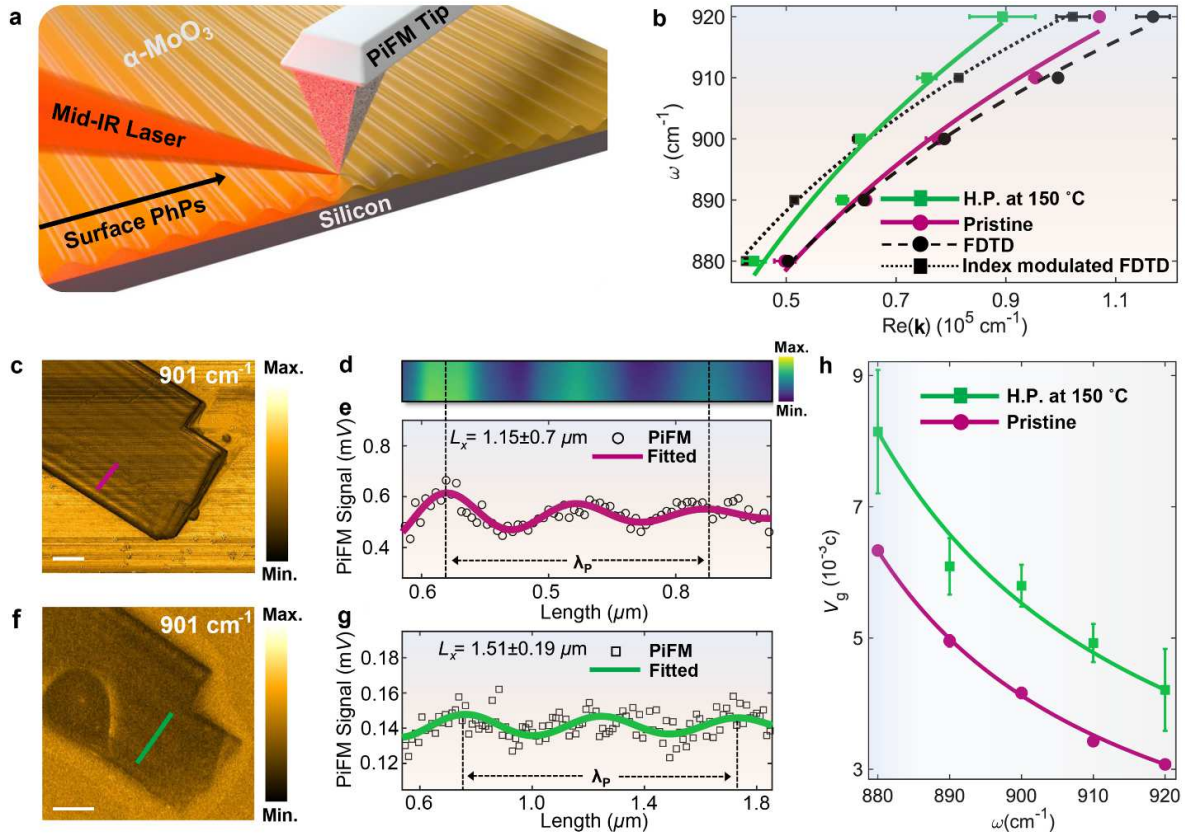 a
α-MoO3
PiFM Tip
Mid-IR Laser
Surface PhPs
Silicon
b
920
910
900
890
880
ω (cm-1)
0.5
0.7
0.9
1.1
Re(k) (10^5 cm-1)
H.P. at 150 °C
Pristine
FDTD
Index modulated FDTD
c
901 cm-1
Max.
Min.
d
Max.
Min.
e
Lx = 1.15±0.7 μm
PiFM
Fitted
0.8
0.6
0.4
PiFM Signal (mV)
λP
0.6
0.5
0.8
Length (μm)
f
901 cm-1
Max.
Min.
g
Lx = 1.51±0.19 μm
PiFM
Fitted
0.18
0.16
0.14
0.12
PiFM Signal (mV)
λP
0.6
1.0
1.4
1.8
Length (μm)
h
H.P. at 150 °C
Pristine
9
7
5
3
Vg (10-3c)
880
890
900
910
920
ω(cm-1)